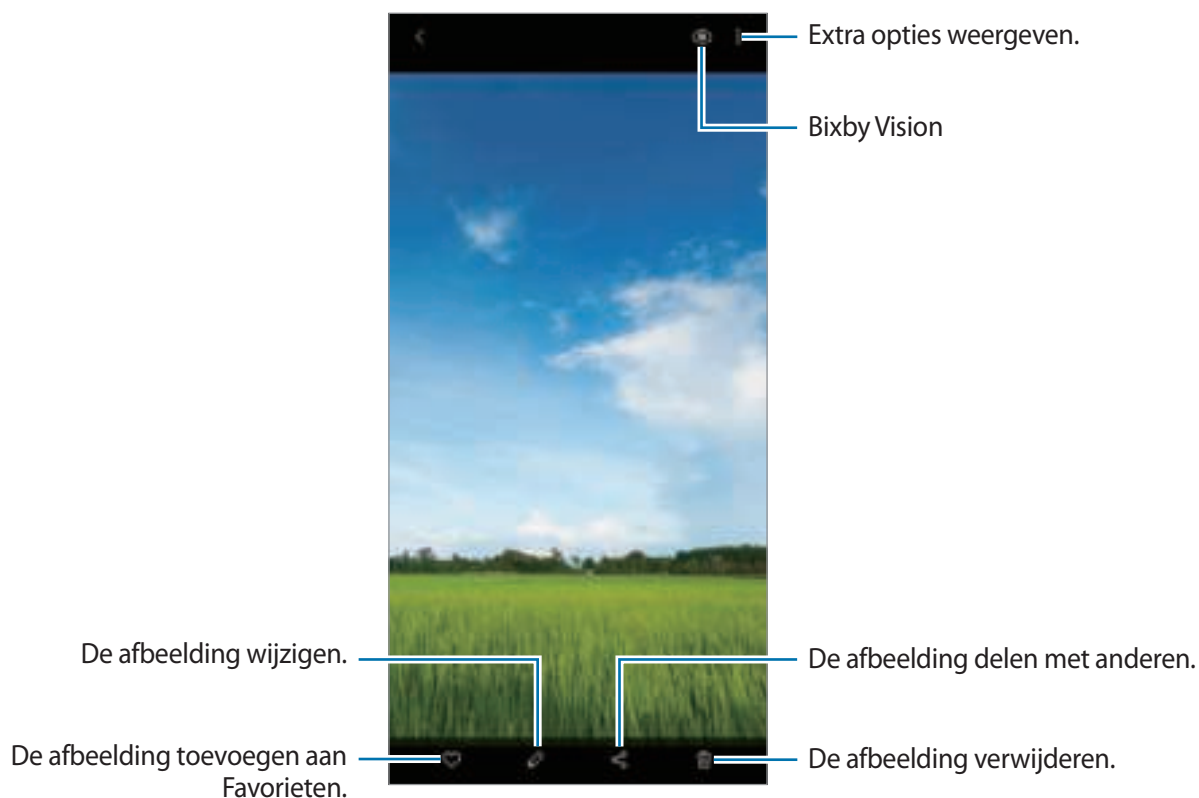 Extra opties weergeven.
Bixby Vision
De afbeelding wijzigen.
De afbeelding delen met anderen.
De afbeelding toevoegen aan
Favorieten.
De afbeelding verwijderen.